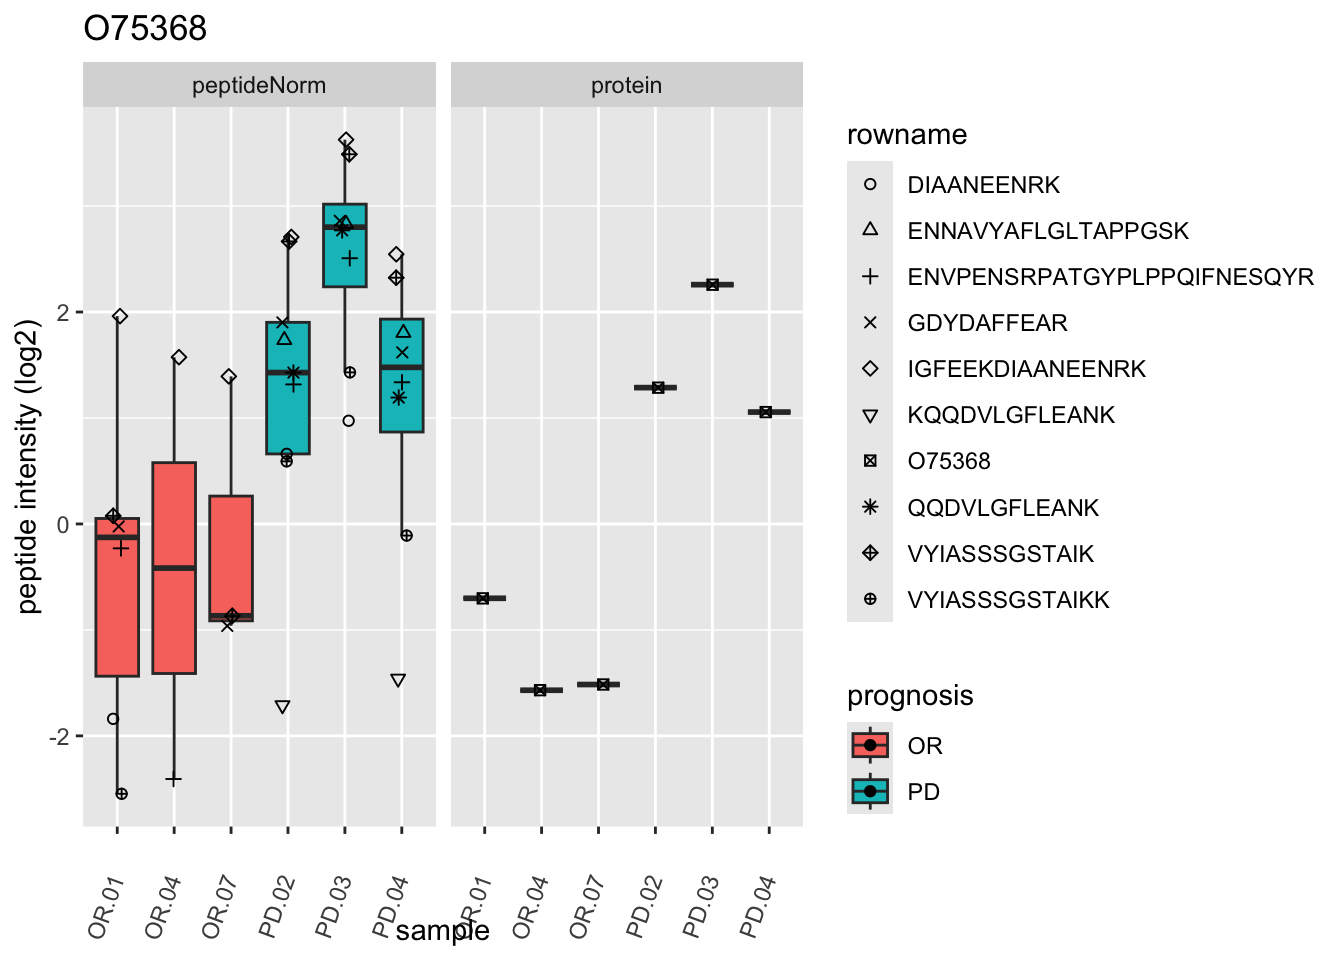 O75368
peptideNorm
protein
peptide intensity (log2)
2
0
-2
OR.01
OR.04
OR.07
PD.02
PD.03
PD.04
OR.01
OR.04
OR.07
PD.02
PD.03
PD.04
sample
rowname
DIAANEENRK
ENNAVYAFLGLTAPPGSK
ENVPENSRPATGYPLPPQIFNESQYR
GDYDAFFEAR
IGFEEKDIAANEENRK
KQQDVLGFLEANK
O75368
QQDVLGFLEANK
VYIASSSGSTAIK
VYIASSSGSTAIKK
prognosis
OR
PD